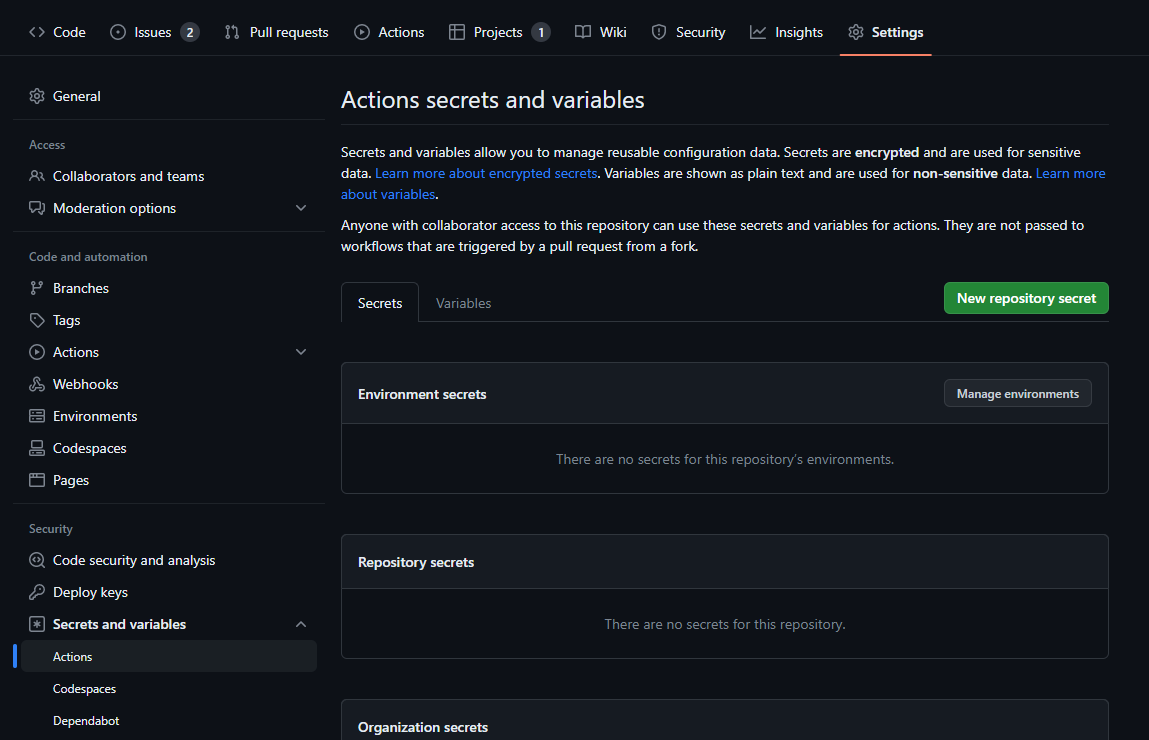 Code Issues 2 Pull requests Actions Projects 1 Wiki Security Insights Settings
General
Access
Collaborators and teams
Moderation options
Code and automation
Branches
Tags
Actions
Webhooks
Environments
Codespaces
Pages
Security
Code security and analysis
Deploy keys
Secrets and variables
Actions
Codespaces
Dependabot
Actions secrets and variables
Secrets and variables allow you to manage reusable configuration data. Secrets are encrypted and are used for sensitive
data. Learn more about encrypted secrets. Variables are shown as plain text and are used for non-sensitive data. Learn more
about variables.
Anyone with collaborator access to this repository can use these secrets and variables for actions. They are not passed to
workflows that are triggered by a pull request from a fork.
Secrets Variables New repository secret
Environment secrets Manage environments
There are no secrets for this repository's environments.
Repository secrets
There are no secrets for this repository.
Organization secrets